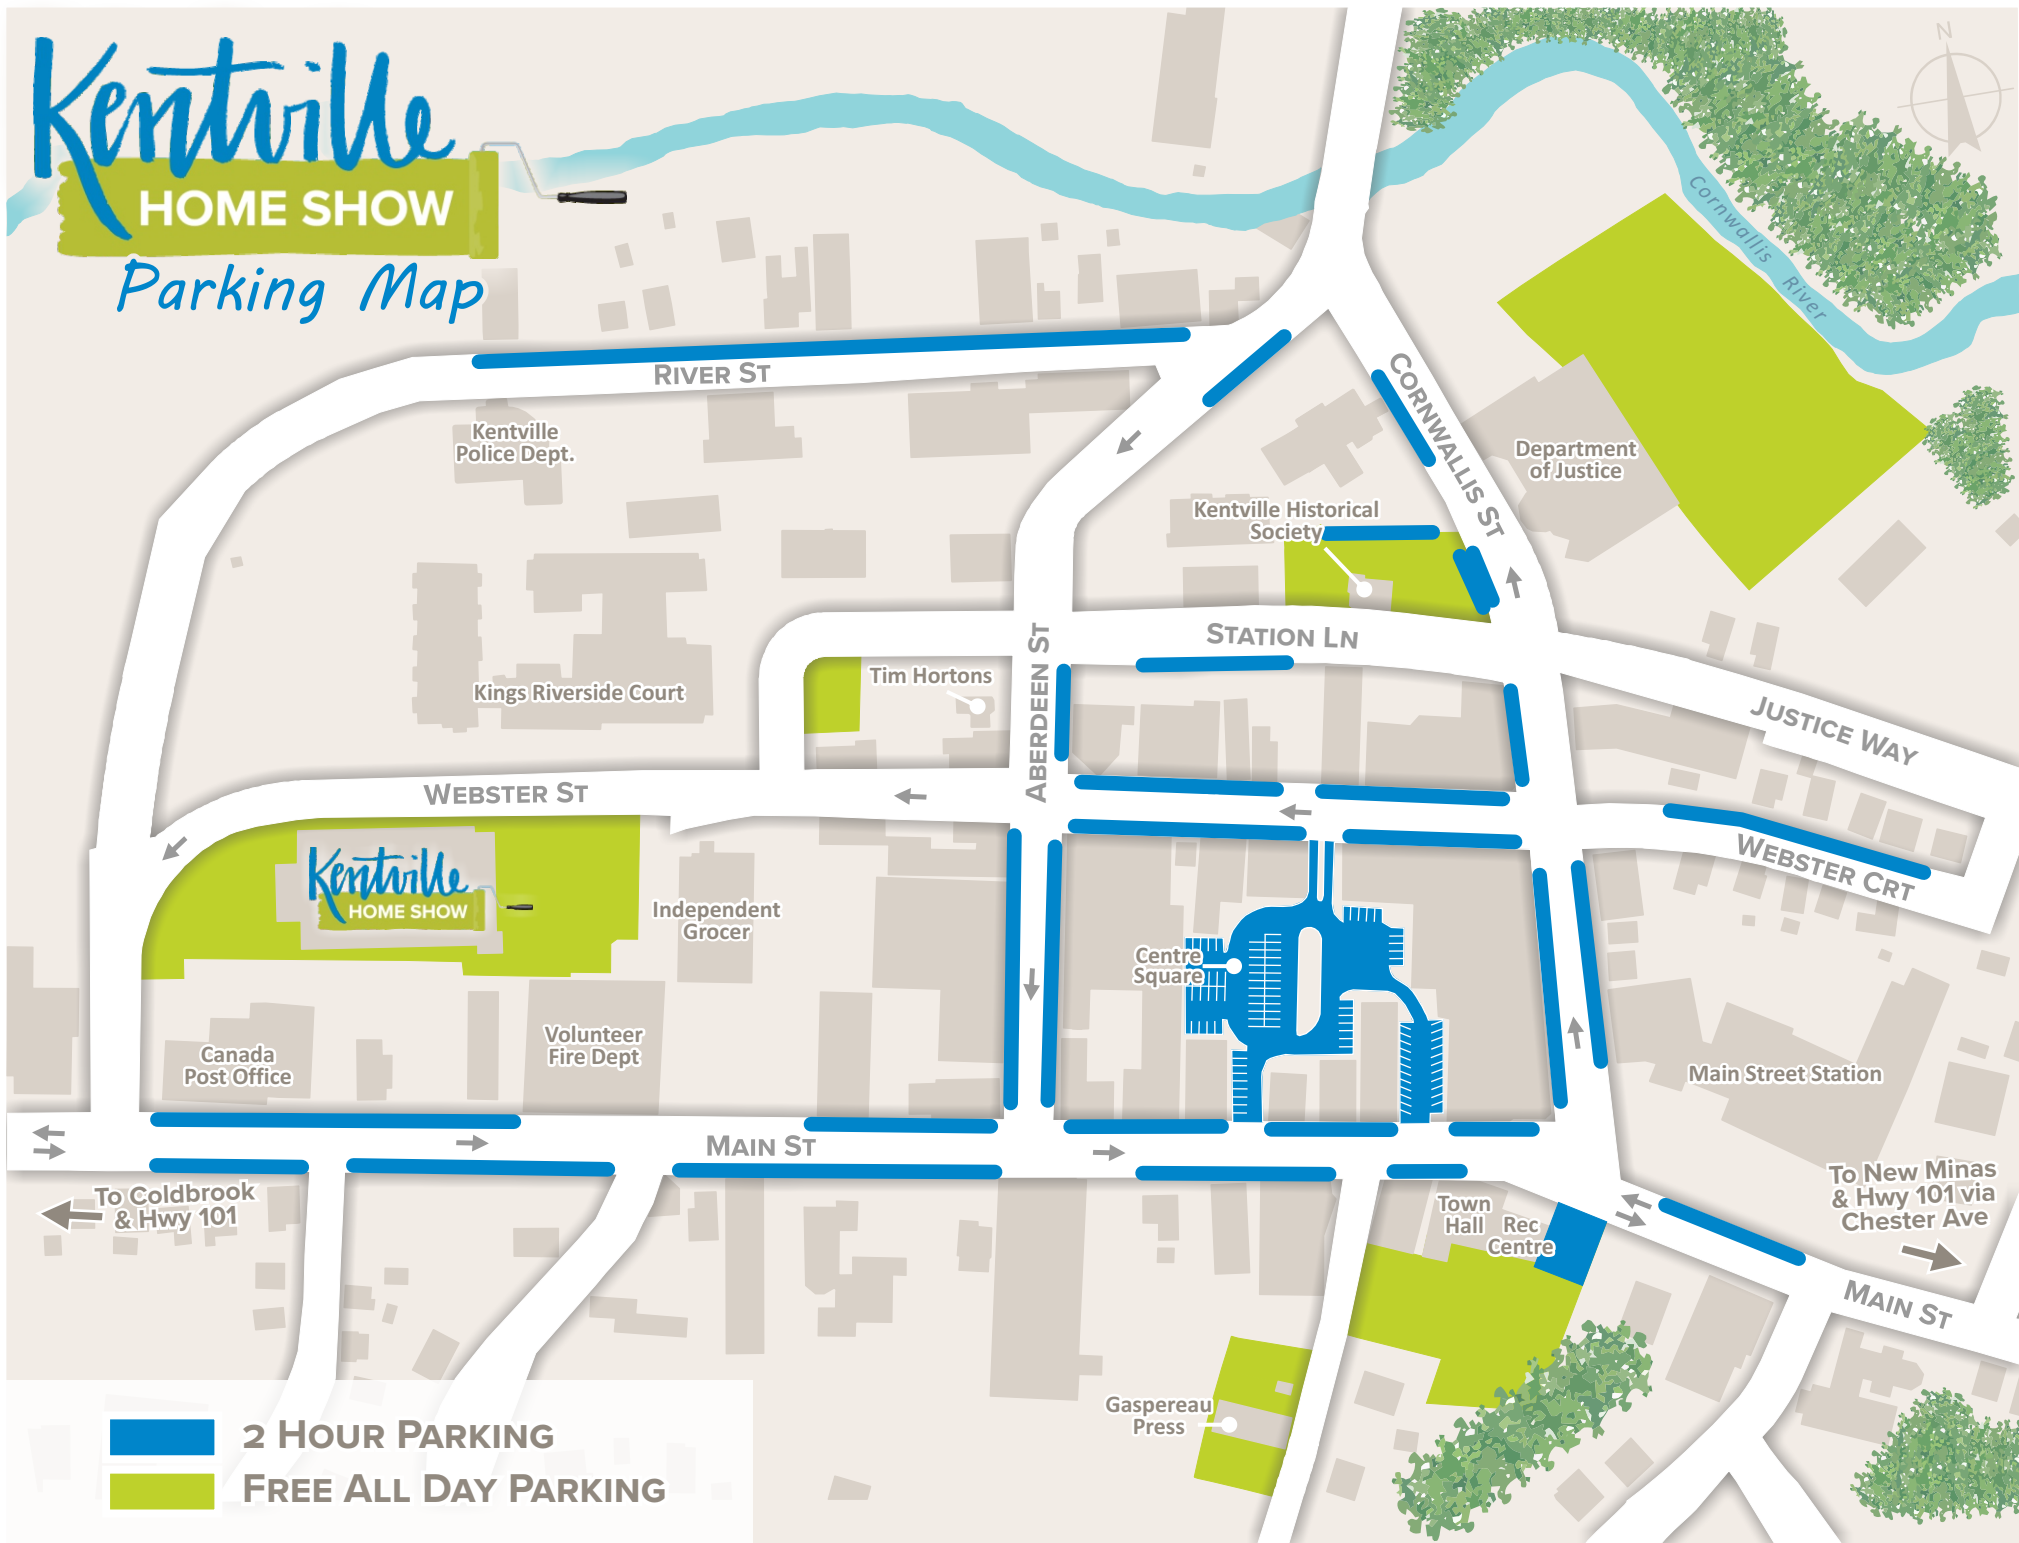 Kentville
HOME SHOW
Parking Map
N
Cornwallis River
RIVER ST
CORNWALLIS ST
Kentville
Police Dept.
Department
of Justice
Kentville Historical
Society
STATION LN
ABERDEEN ST
Tim Hortons
Kings Riverside Court
JUSTICE WAY
WEBSTER ST
WEBSTER CRT
Kentville
HOME SHOW
Independent
Grocer
Centre
Square
Volunteer
Fire Dept
Canada
Post Office
Main Street Station
MAIN ST
To Coldbrook
& Hwy 101
To New Minas
& Hwy 101 via
Chester Ave
Town
Hall
Rec
Centre
MAIN ST
Gaspereau
Press
2 HOUR PARKING
FREE ALL DAY PARKING